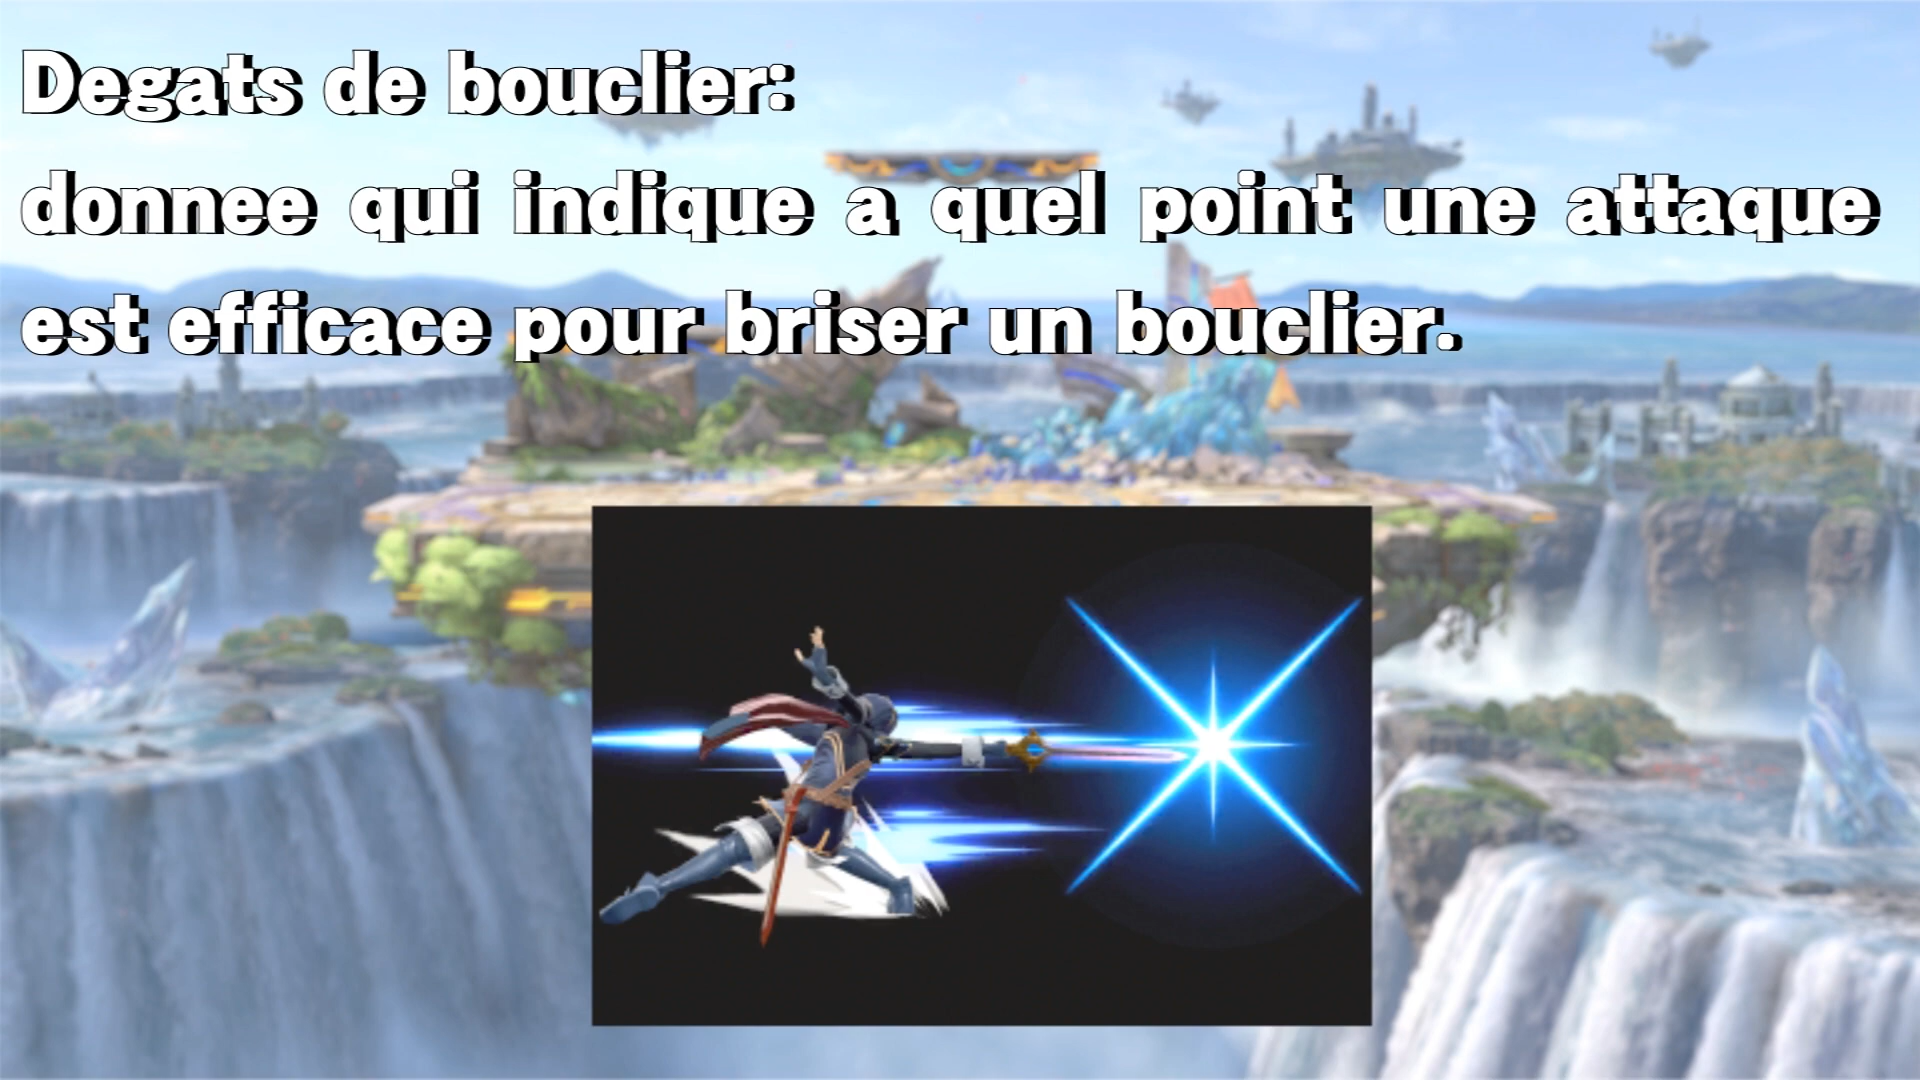 Degats de bouclier:
donnee qui indique a quel point une attaque
est efficace pour briser un bouclier.